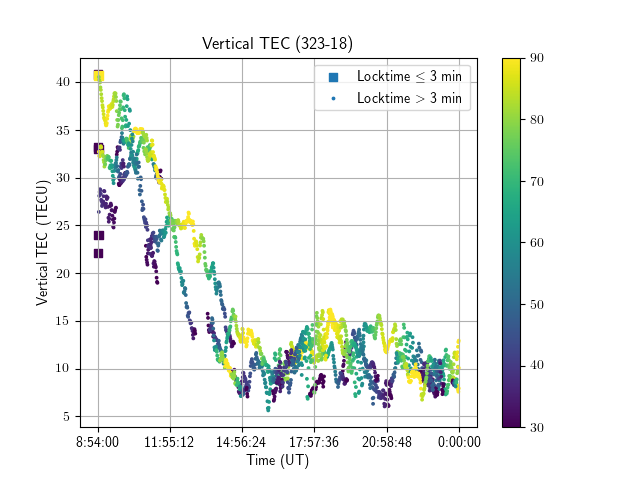 Vertical TEC (323-18)
Locktime ≤ 3 min
Locktime > 3 min
Vertical TEC (TECU)
40
35
30
25
20
15
10
5
8:54:00 11:55:12 14:56:24 17:57:36 20:58:48 0:00:00
Time (UT)
90
80
70
60
50
40
30